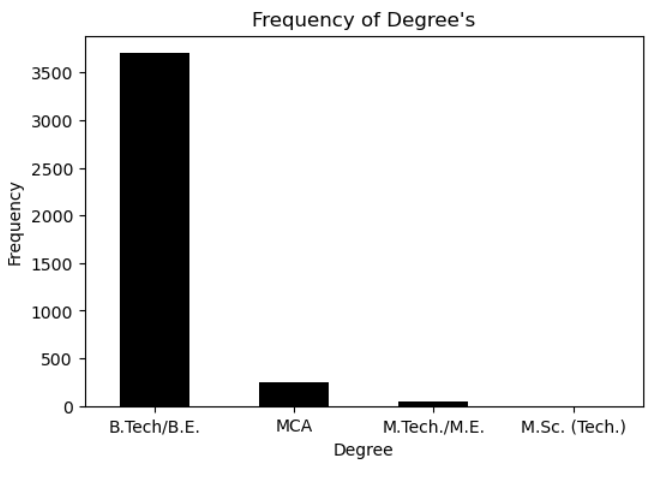 Frequency of Degree's
3500
3000
2500
2000
1500
1000
500
0
Frequency
B.Tech/B.E.
MCA
M.Tech./M.E.
M.Sc. (Tech.)
Degree